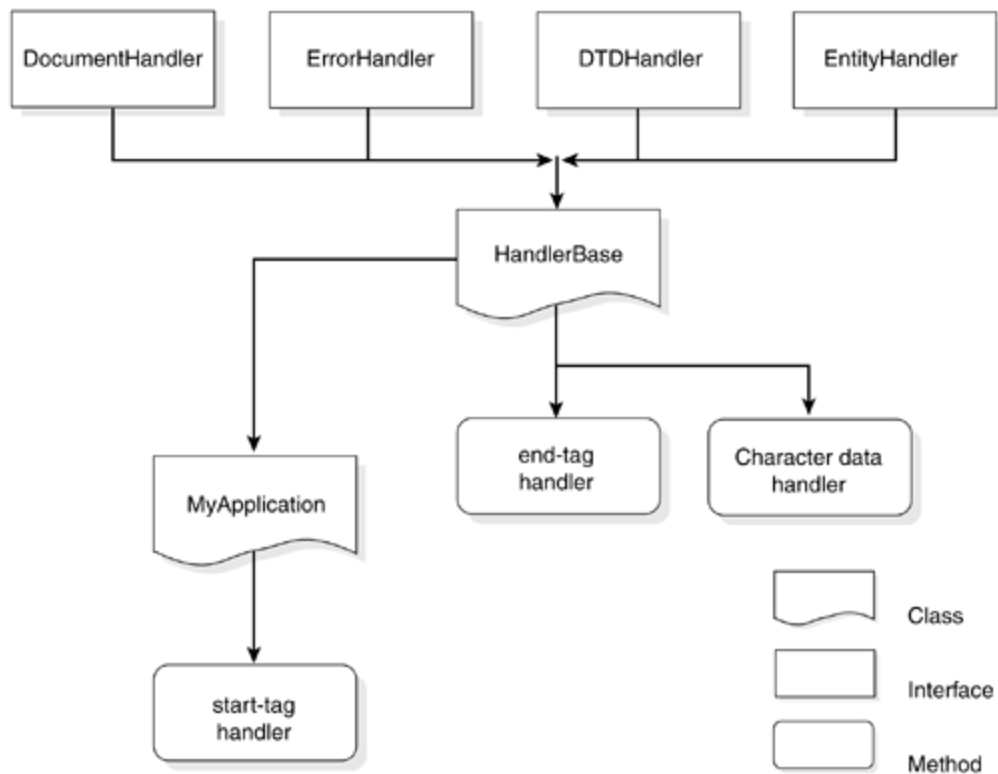 DocumentHandler
ErrorHandler
DTDHandler
EntityHandler
HandlerBase
end-tag
handler
Character data
handler
MyApplication
start-tag
handler
Class
Interface
Method